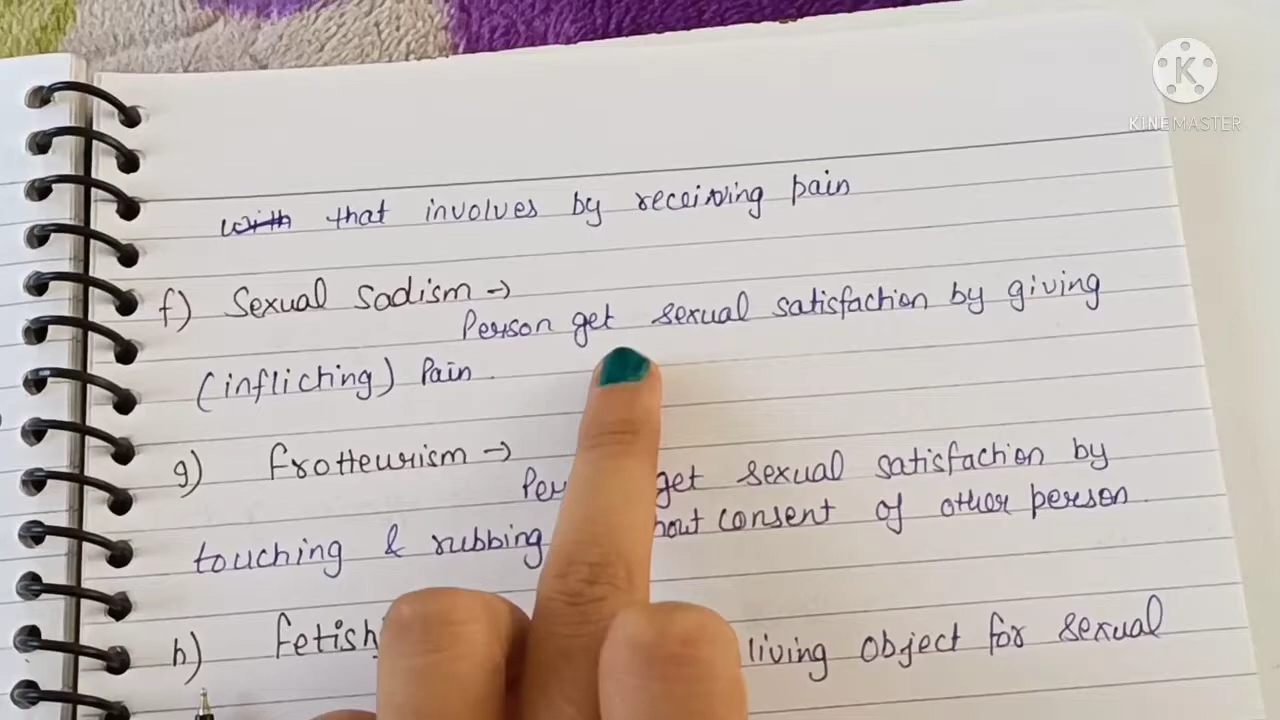 KINEMASTER
with that involves by receiving pain
f) Sexual Sadism →
Person get sexual satisfaction by giving
(inflicting) Pain.
g) Frotteurism →
get sexual satisfaction by
touching & rubbing consent of other person.
h) living object for sexual